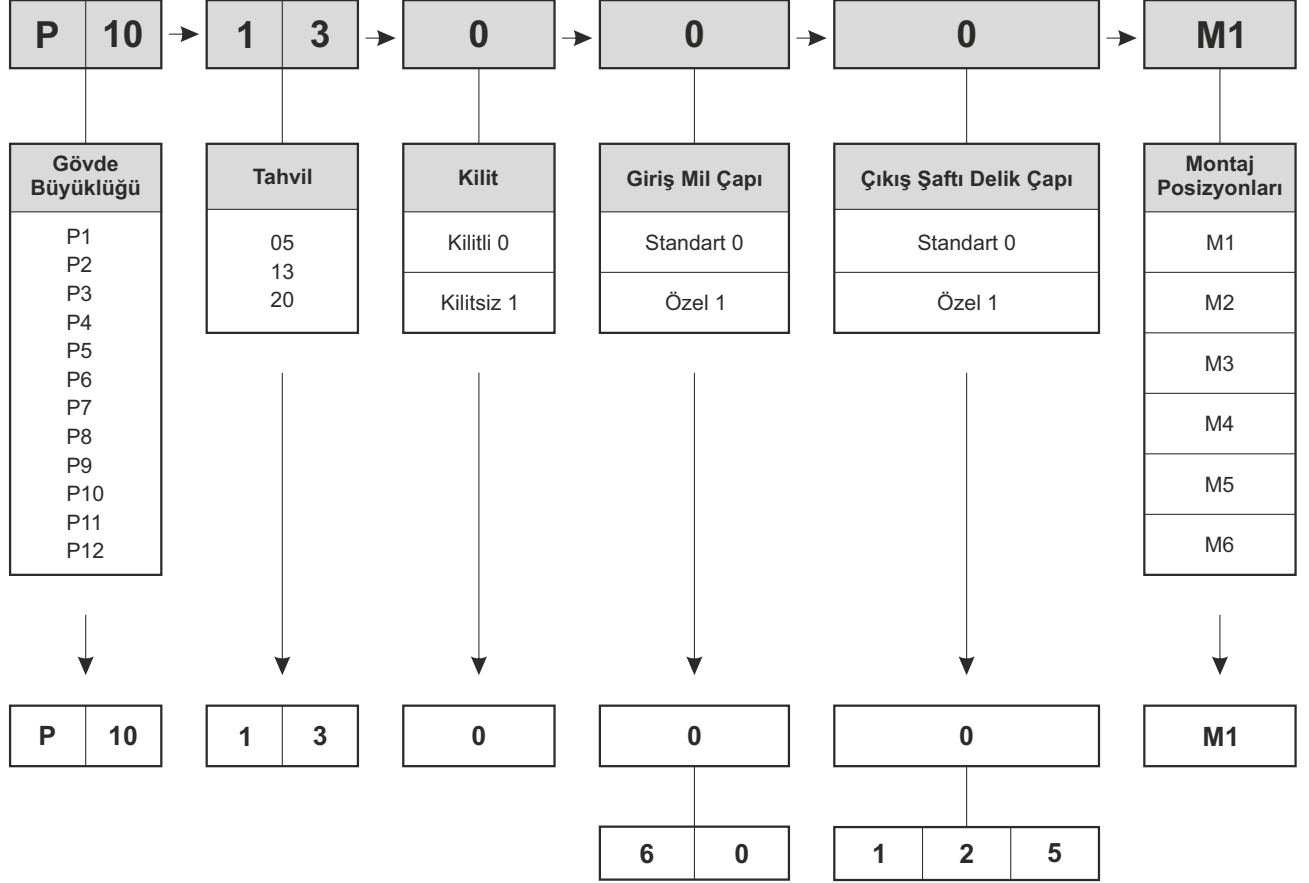 P 10 1 3 0 0 0 M1
Gövde
Büyüklüğü
P1
P2
P3
P4
P5
P6
P7
P8
P9
P10
P11
P12
Tahvil
05
13
20
Kilit
Kilitli 0
Kilitsiz 1
Giriş Mil Çapı
Standart 0
Özel 1
Çıkış Şaftı Delik Çapı
Standart 0
Özel 1
Montaj
Posizyonları
M1
M2
M3
M4
M5
M6
P 10 1 3 0 0 0 M1
6 0 1 2 5